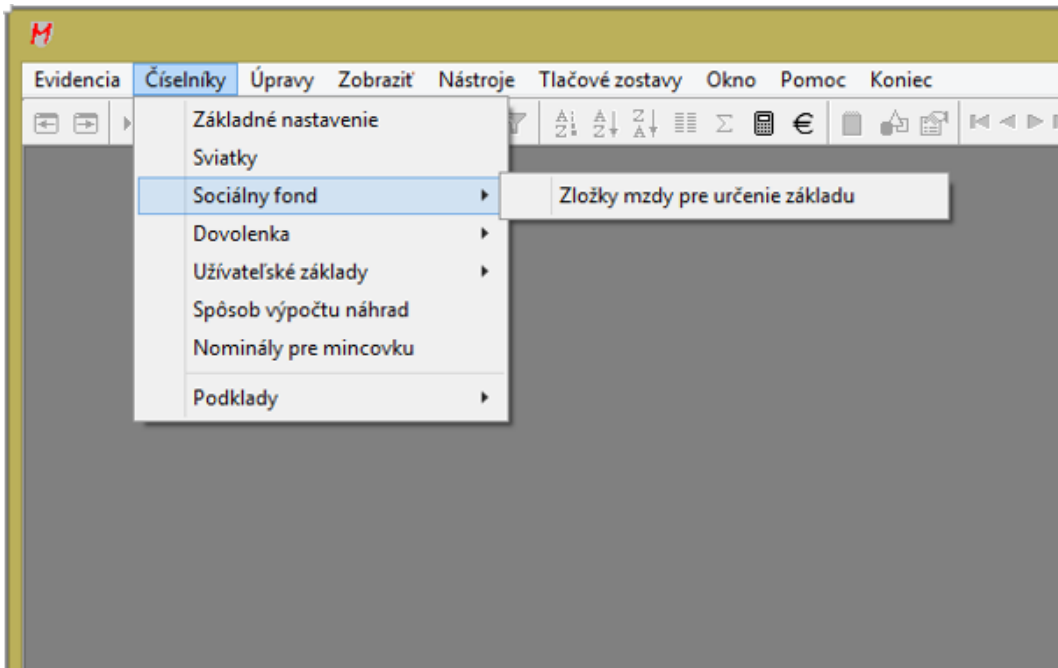 Evidencia Číselníky Úpravy Zobraziť Nástroje Tlačové zostavy Okno Pomoc Koniec
Základné nastavenie
Sviatky
Sociálny fond
Zložky mzdy pre určenie základu
Dovolenka
Užívateľské základy
Spôsob výpočtu náhrad
Nominály pre mincovku
Podklady